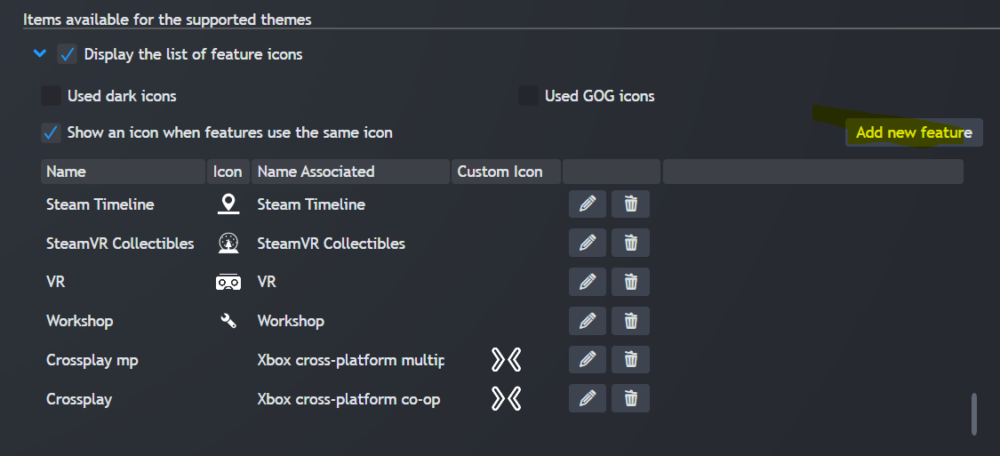 Items available for the supported themes
Display the list of feature icons
Used dark icons
Used GOG icons
Show an icon when features use the same icon
Add new feature
Name Icon Name Associated Custom Icon
Steam Timeline Steam Timeline
SteamVR Collectibles SteamVR Collectibles
VR VR
Workshop Workshop
Crossplay mp Xbox cross-platform multip
Crossplay Xbox cross-platform co-op